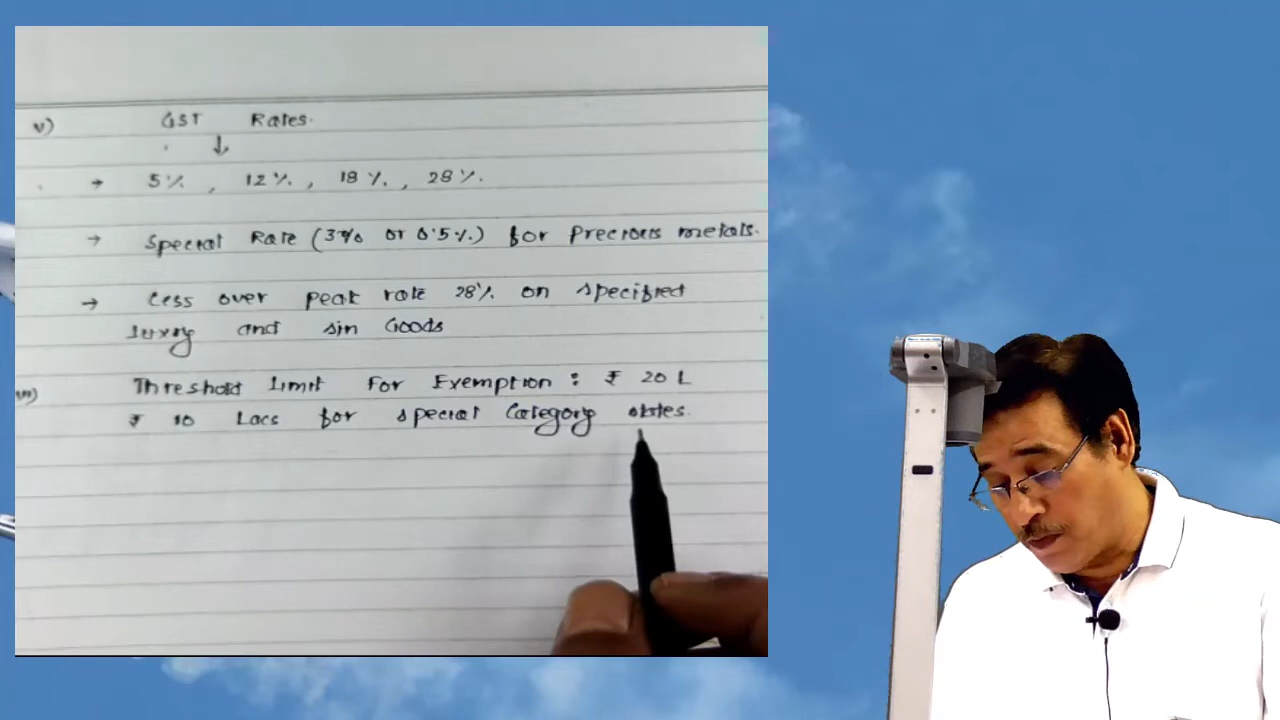 v) GST Rates.
↓
→ 5%, 12%, 18%, 28%.
→ Special Rate (3% or 0.5%) for Precious metals.
→ Cess over peak rate 28% on specified
luxury and sin Goods
Threshold Limit For Exemption : ₹ 20 L
₹ 10 Lacs for special Category states.